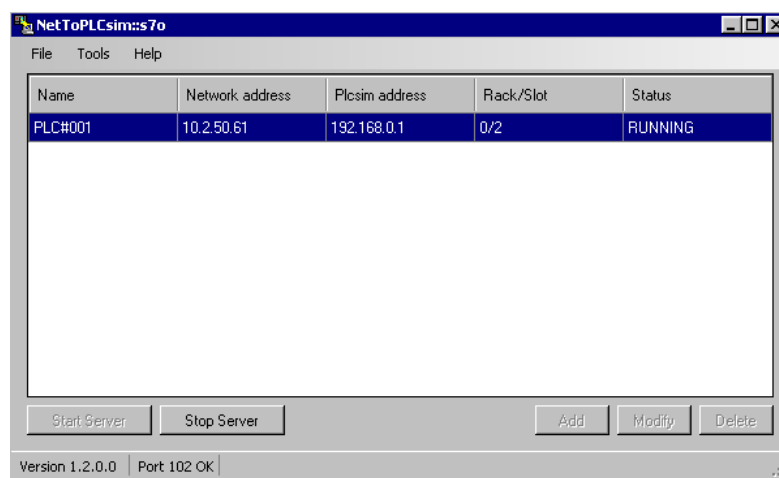 NetToPLCsim::s7o
File Tools Help
Name Network address Plcsim address Rack/Slot Status
PLC#001 10.2.50.61 192.168.0.1 0/2 RUNNING
Start Server Stop Server Add Modify Delete
Version 1.2.0.0 Port 102 OK